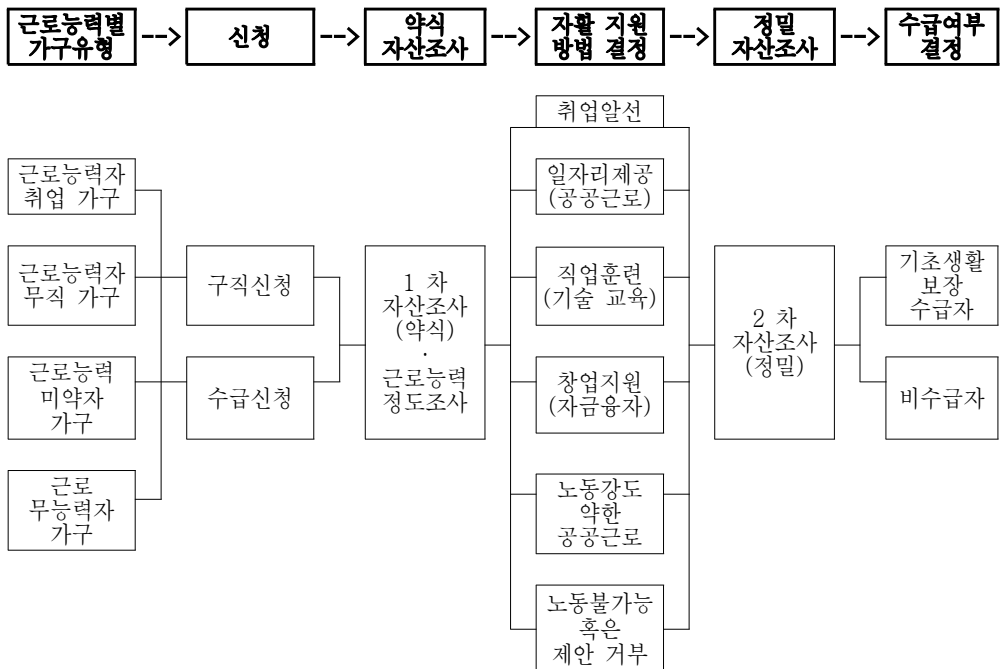 근로능력별
가구유형
-->
신청
-->
약식
자산조사
-->
자활 지원
방법 결정
-->
정밀
자산조사
-->
수급여부
결정
근로능력자
취업 가구
근로능력자
무직 가구
근로능력
미약자
가구
근로
무능력자
가구
구직신청
수급신청
1 차
자산조사
(약식)
·
근로능력
정도조사
취업알선
일자리제공
(공공근로)
직업훈련
(기술 교육)
창업지원
(자금융자)
노동강도
약한
공공근로
노동불가능
혹은
제안 거부
2 차
자산조사
(정밀)
기초생활
보장
수급자
비수급자